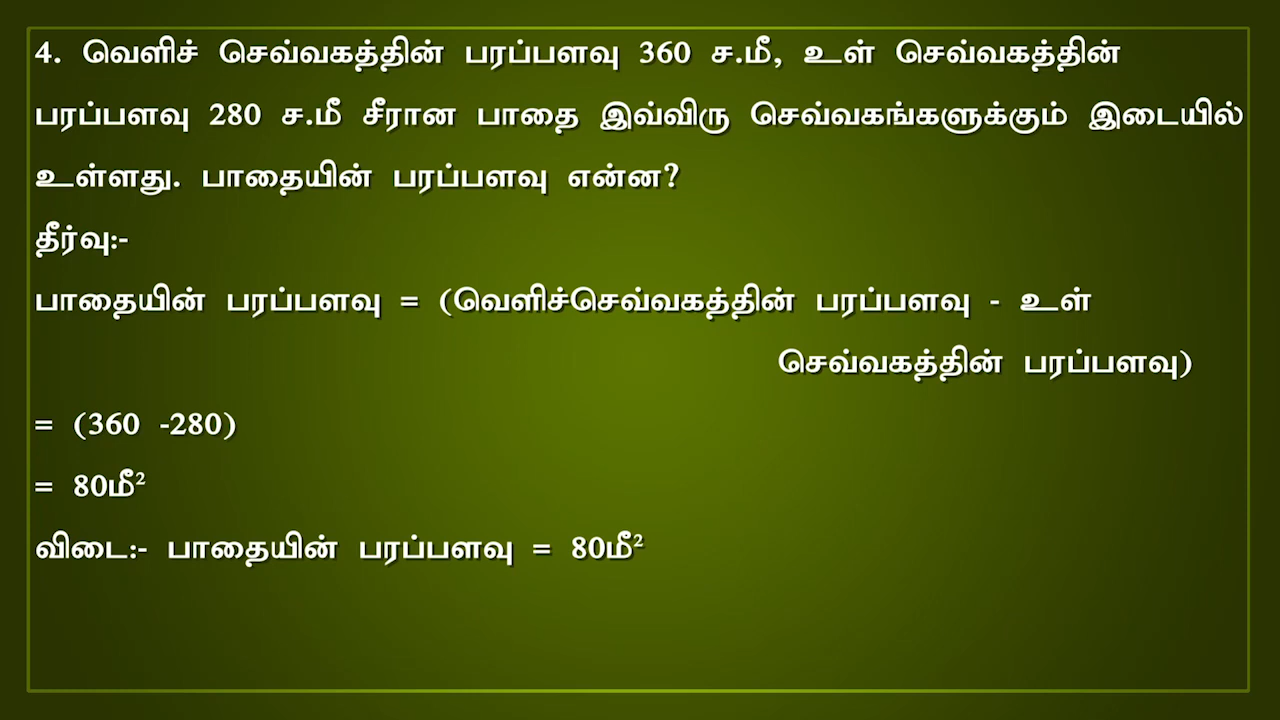 4. வெளிச் செவ்வகத்தின் பரப்பளவு 360 ச.மீ, உள் செவ்வகத்தின்
பரப்பளவு 280 ச.மீ சீரான பாதை இவ்விரு செவ்வகங்களுக்கும் இடையில்
உள்ளது. பாதையின் பரப்பளவு என்ன?
தீர்வு:-
பாதையின் பரப்பளவு = (வெளிச்செவ்வகத்தின் பரப்பளவு - உள்
செவ்வகத்தின் பரப்பளவு)
= (360 -280)
= 80மீ²
விடை:- பாதையின் பரப்பளவு = 80மீ²